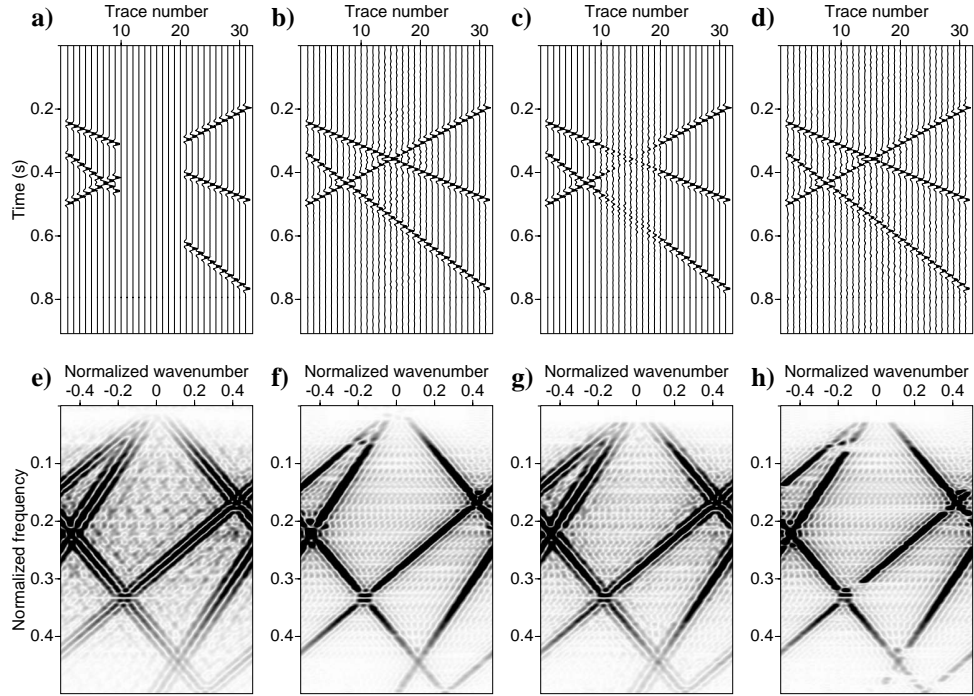 a) Trace number
10 20 30
b) Trace number
10 20 30
c) Trace number
10 20 30
d) Trace number
10 20 30
Time (s)
0.2
0.4
0.6
0.8
0.2
0.4
0.6
0.8
0.2
0.4
0.6
0.8
0.2
0.4
0.6
0.8
e) Normalized wavenumber
-0.4 -0.2 0 0.2 0.4
f) Normalized wavenumber
-0.4 -0.2 0 0.2 0.4
g) Normalized wavenumber
-0.4 -0.2 0 0.2 0.4
h) Normalized wavenumber
-0.4 -0.2 0 0.2 0.4
Normalized frequency
0.1
0.2
0.3
0.4
0.1
0.2
0.3
0.4
0.1
0.2
0.3
0.4
0.1
0.2
0.3
0.4